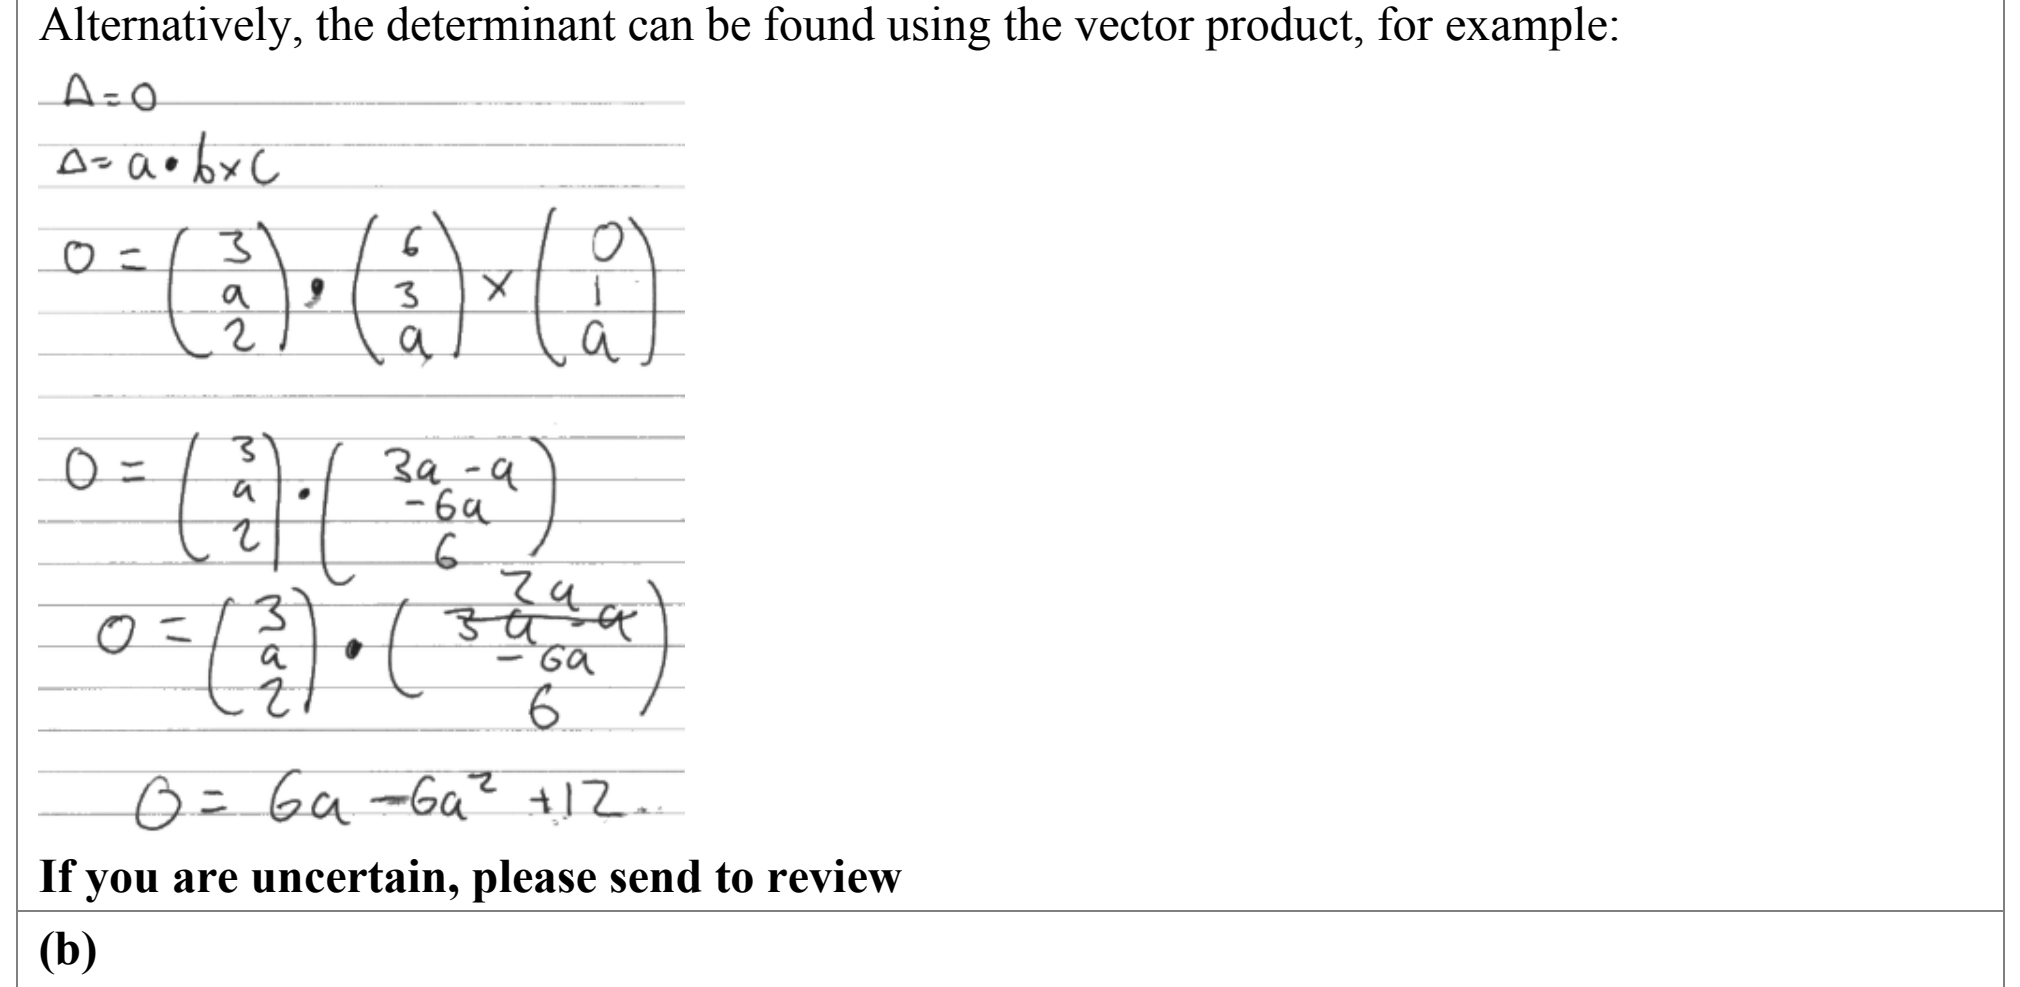 Alternatively, the determinant can be found using the vector product, for example:
Δ=0
Δ= a•b×c
0 = (3 a 2) • (6 3 a) × (0 1 a)
0 = (3 a 2) • (3a-a -6a 6)
0 = (3 a 2) • (2a 3a-a -6a 6)
0 = 6a -6a² +12
If you are uncertain, please send to review
(b)